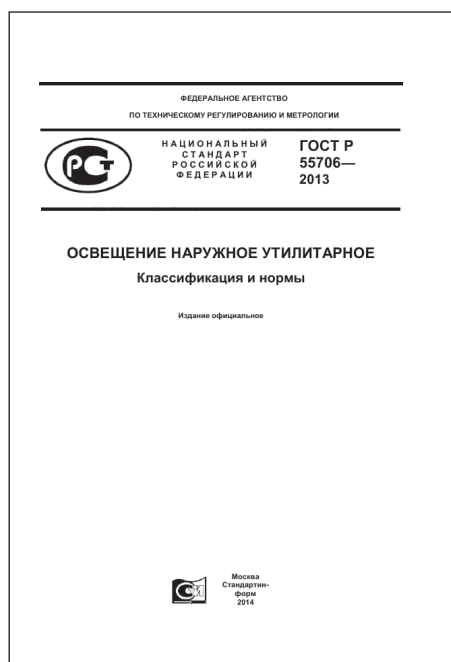 ФЕДЕРАЛЬНОЕ АГЕНТСТВО
ПО ТЕХНИЧЕСКОМУ РЕГУЛИРОВАНИЮ И МЕТРОЛОГИИ
РСТ
НАЦИОНАЛЬНЫЙ
СТАНДАРТ
РОССИЙСКОЙ
ФЕДЕРАЦИИ
ГОСТ Р
55706—
2013
ОСВЕЩЕНИЕ НАРУЖНОЕ УТИЛИТАРНОЕ
Классификация и нормы
Издание официальное
Москва
Стандартин-
форм
2014